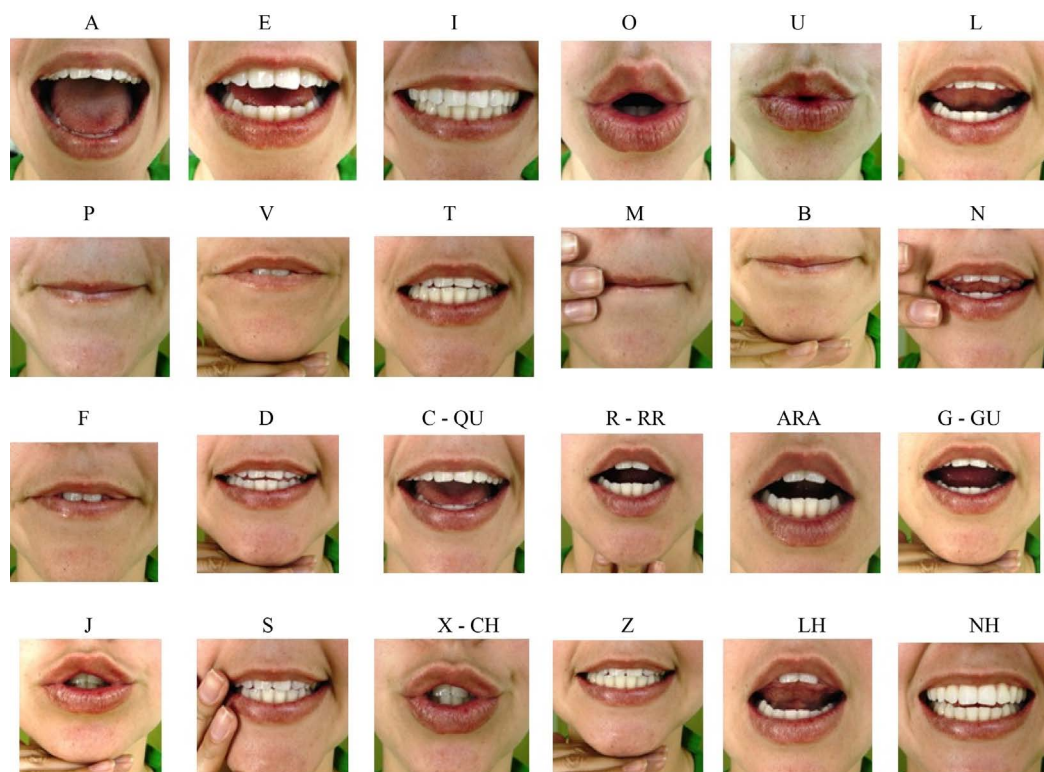 A E I O U L
P V T M B N
F D C - QU R - RR ARA G - GU
J S X - CH Z LH NH